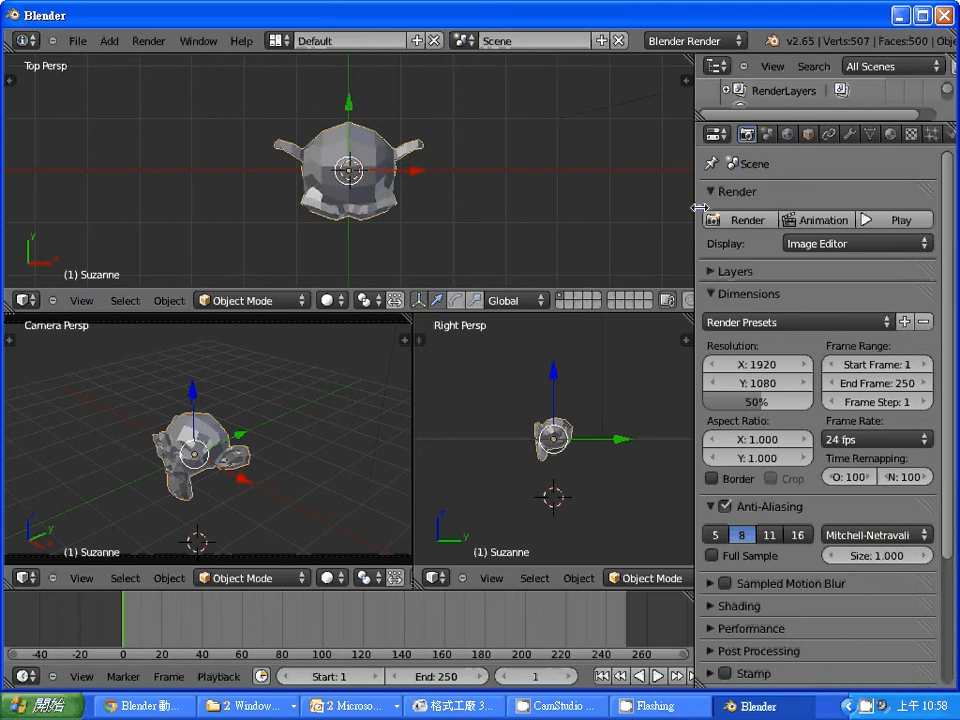 Blender
File Add Render Window Help Default Scene Blender Render v2.65 | Verts:507 | Faces:500 | Obje
Top Persp
(1) Suzanne
View Select Object Object Mode Global
Camera Persp
(1) Suzanne
View Select Object Object Mode
Right Persp
(1) Suzanne
View Select Object Object Mode
-40 -20 0 20 40 60 80 100 120 140 160 180 200 220 240 260
View Marker Frame Playback Start: 1 End: 250 1
View Search All Scenes
RenderLayers
Scene
Render
Render Animation Play
Display: Image Editor
Layers
Dimensions
Render Presets
Resolution: Frame Range:
X: 1920 Start Frame: 1
Y: 1080 End Frame: 250
50% Frame Step: 1
Aspect Ratio: Frame Rate:
X: 1.000 24 fps
Y: 1.000 Time Remapping:
Border Crop O: 100 N: 100
Anti-Aliasing
5 8 11 16 Mitchell-Netravali
Full Sample Size: 1.000
Sampled Motion Blur
Shading
Performance
Post Processing
Stamp
開始 Blender 動... 2 Window... 2 Microso... 格式工廠 3... CamStudio ... Flashing Blender 上午 10:58